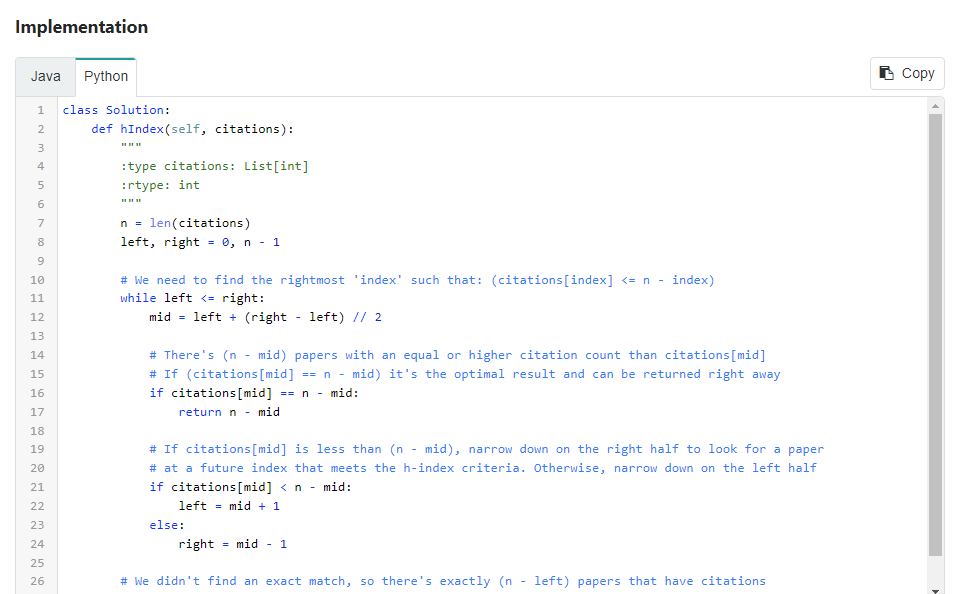 Implementation
Java
Python
Copy
1 class Solution:
2     def hIndex(self, citations):
3         """
4         :type citations: List[int]
5         :rtype: int
6         """
7         n = len(citations)
8         left, right = 0, n - 1
9
10         # We need to find the rightmost 'index' such that: (citations[index] <= n - index)
11         while left <= right:
12             mid = left + (right - left) // 2
13
14             # There's (n - mid) papers with an equal or higher citation count than citations[mid]
15             # If (citations[mid] == n - mid) it's the optimal result and can be returned right away
16             if citations[mid] == n - mid:
17                 return n - mid
18
19             # If citations[mid] is less than (n - mid), narrow down on the right half to look for a paper
20             # at a future index that meets the h-index criteria. Otherwise, narrow down on the left half
21             if citations[mid] < n - mid:
22                 left = mid + 1
23             else:
24                 right = mid - 1
25
26         # We didn't find an exact match, so there's exactly (n - left) papers that have citations